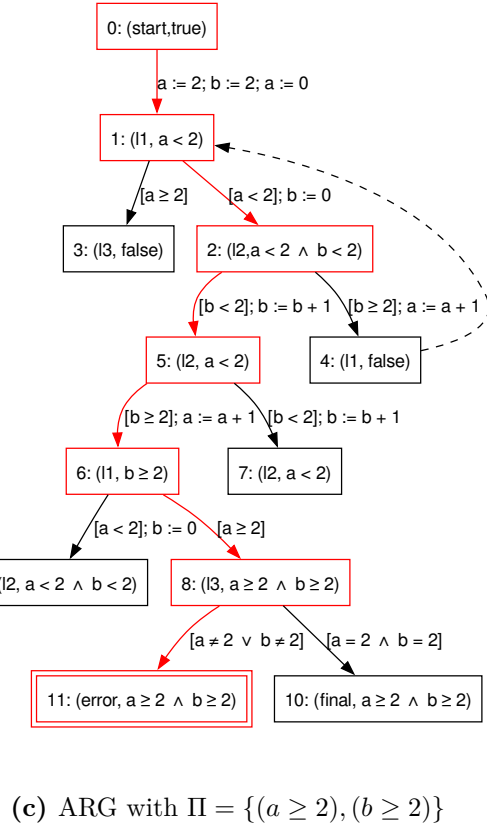 0: (start,true)
a := 2; b := 2; a := 0
1: (l1, a < 2)
[a ≥ 2]
[a < 2]; b := 0
3: (l3, false)
2: (l2,a < 2 ∧ b < 2)
[b < 2]; b := b + 1
[b ≥ 2]; a := a + 1
5: (l2, a < 2)
4: (l1, false)
[b ≥ 2]; a := a + 1
[b < 2]; b := b + 1
6: (l1, b ≥ 2)
7: (l2, a < 2)
[a < 2]; b := 0
[a ≥ 2]
(l2, a < 2 ∧ b < 2)
8: (l3, a ≥ 2 ∧ b ≥ 2)
[a ≠ 2 ∨ b ≠ 2]
[a = 2 ∧ b = 2]
11: (error, a ≥ 2 ∧ b ≥ 2)
10: (final, a ≥ 2 ∧ b ≥ 2)
(c) ARG with Π = {(a ≥ 2), (b ≥ 2)}